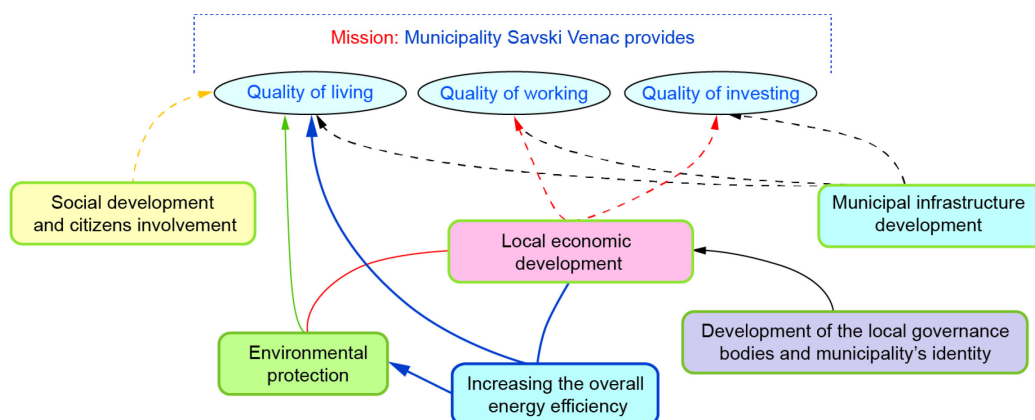 Mission: Municipality Savski Venac provides
Quality of living
Quality of working
Quality of investing
Social development
and citizens involvement
Municipal infrastructure
development
Local economic
development
Environmental
protection
Increasing the overall
energy efficiency
Development of the local governance
bodies and municipality’s identity